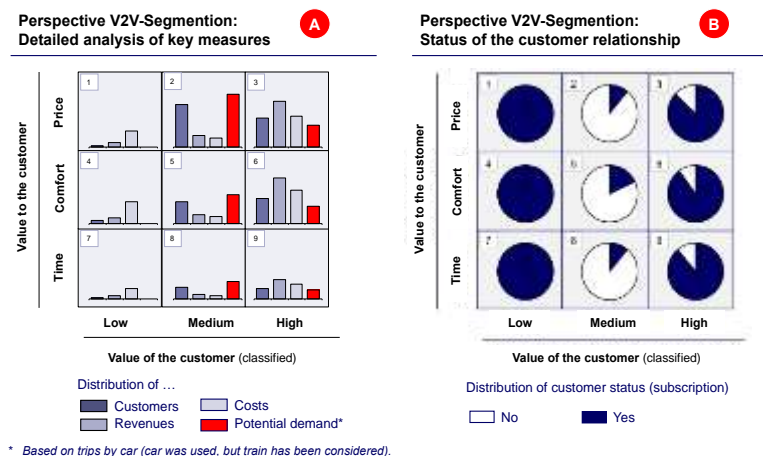 Perspective V2V-Segmention:
Detailed analysis of key measures
A
Value to the customer
Price
Comfort
Time
1
2
3
4
5
6
7
8
9
Low
Medium
High
Value of the customer (classified)
Distribution of …
Customers
Costs
Revenues
Potential demand*
* Based on trips by car (car was used, but train has been considered).
Perspective V2V-Segmention:
Status of the customer relationship
B
Value to the customer
Price
Comfort
Time
1
2
3
4
5
6
7
Low
Medium
High
Value of the customer (classified)
Distribution of customer status (subscription)
No
Yes